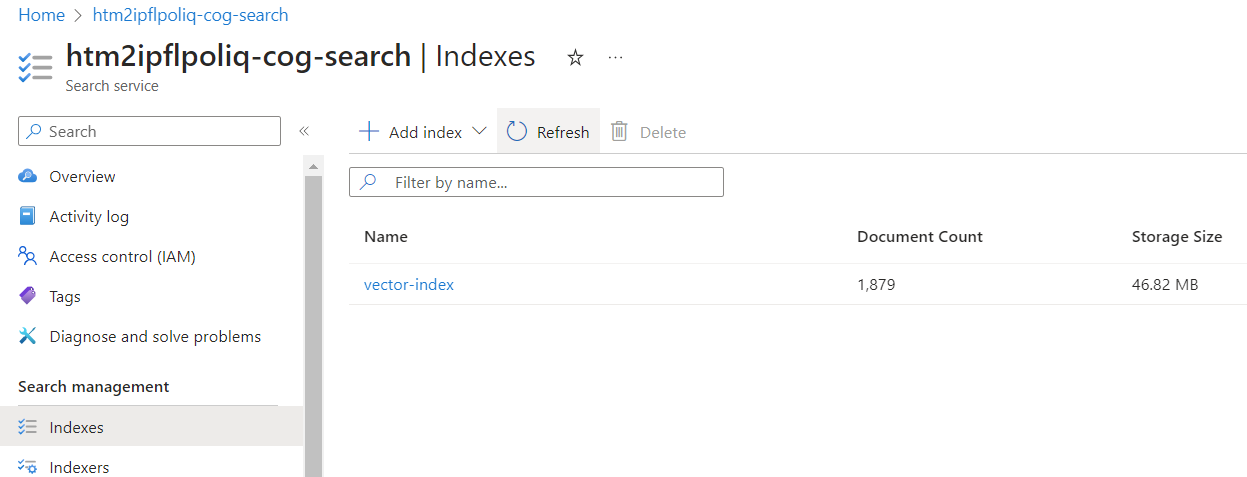 Home > htm2ipflpoliq-cog-search
htm2ipflpoliq-cog-search | Indexes ☆ ...
Search service
Search «
Add index Refresh Delete
Filter by name...
Overview
Activity log
Access control (IAM)
Tags
Diagnose and solve problems
Search management
Indexes
Indexers
Name Document Count Storage Size
vector-index 1,879 46.82 MB